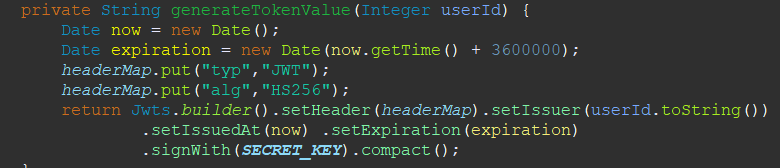 private String generateTokenValue(Integer userId) {
Date now = new Date();
Date expiration = new Date(now.getTime() + 3600000);
headerMap.put("typ","JWT");
headerMap.put("alg","HS256");
return Jwts.builder().setHeader(headerMap).setIssuer(userId.toString())
.setIssuedAt(now) .setExpiration(expiration)
.signWith(SECRET_KEY).compact();